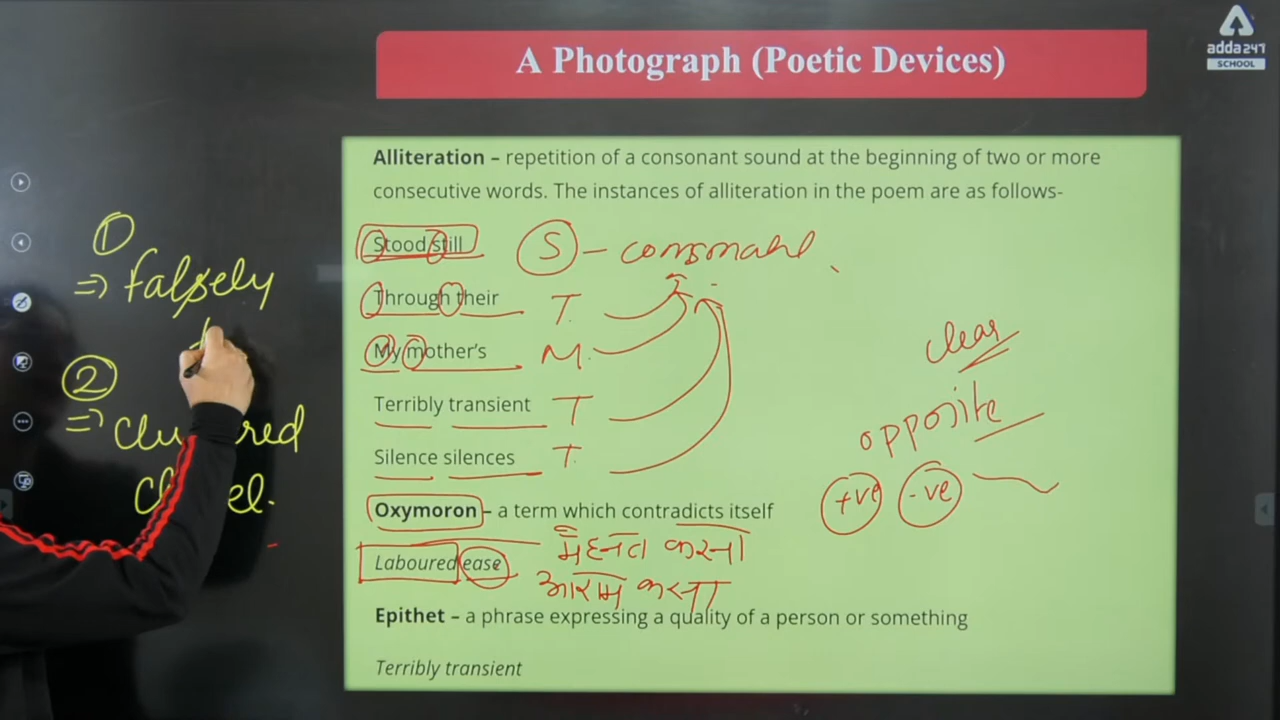 A Photograph (Poetic Devices)
adda247
SCHOOL
Alliteration – repetition of a consonant sound at the beginning of two or more
consecutive words. The instances of alliteration in the poem are as follows-
Stood still S – consonant
Through their T
My mother's M
Terribly transient T
Silence silences T
Oxymoron – a term which contradicts itself
मेहनत करना
Laboured ease
आराम करना
Epithet – a phrase expressing a quality of a person or something
Terribly transient
1
⇒ falsely
2
⇒
clear
opposite
+ve -ve